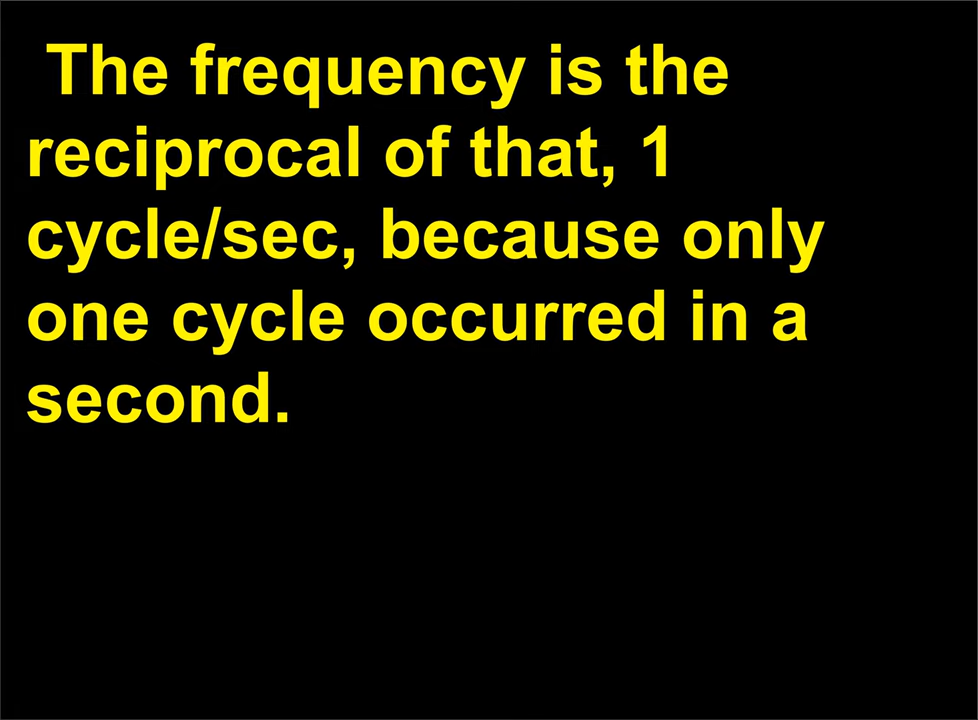 The frequency is the
reciprocal of that, 1
cycle/sec, because only
one cycle occurred in a
second.